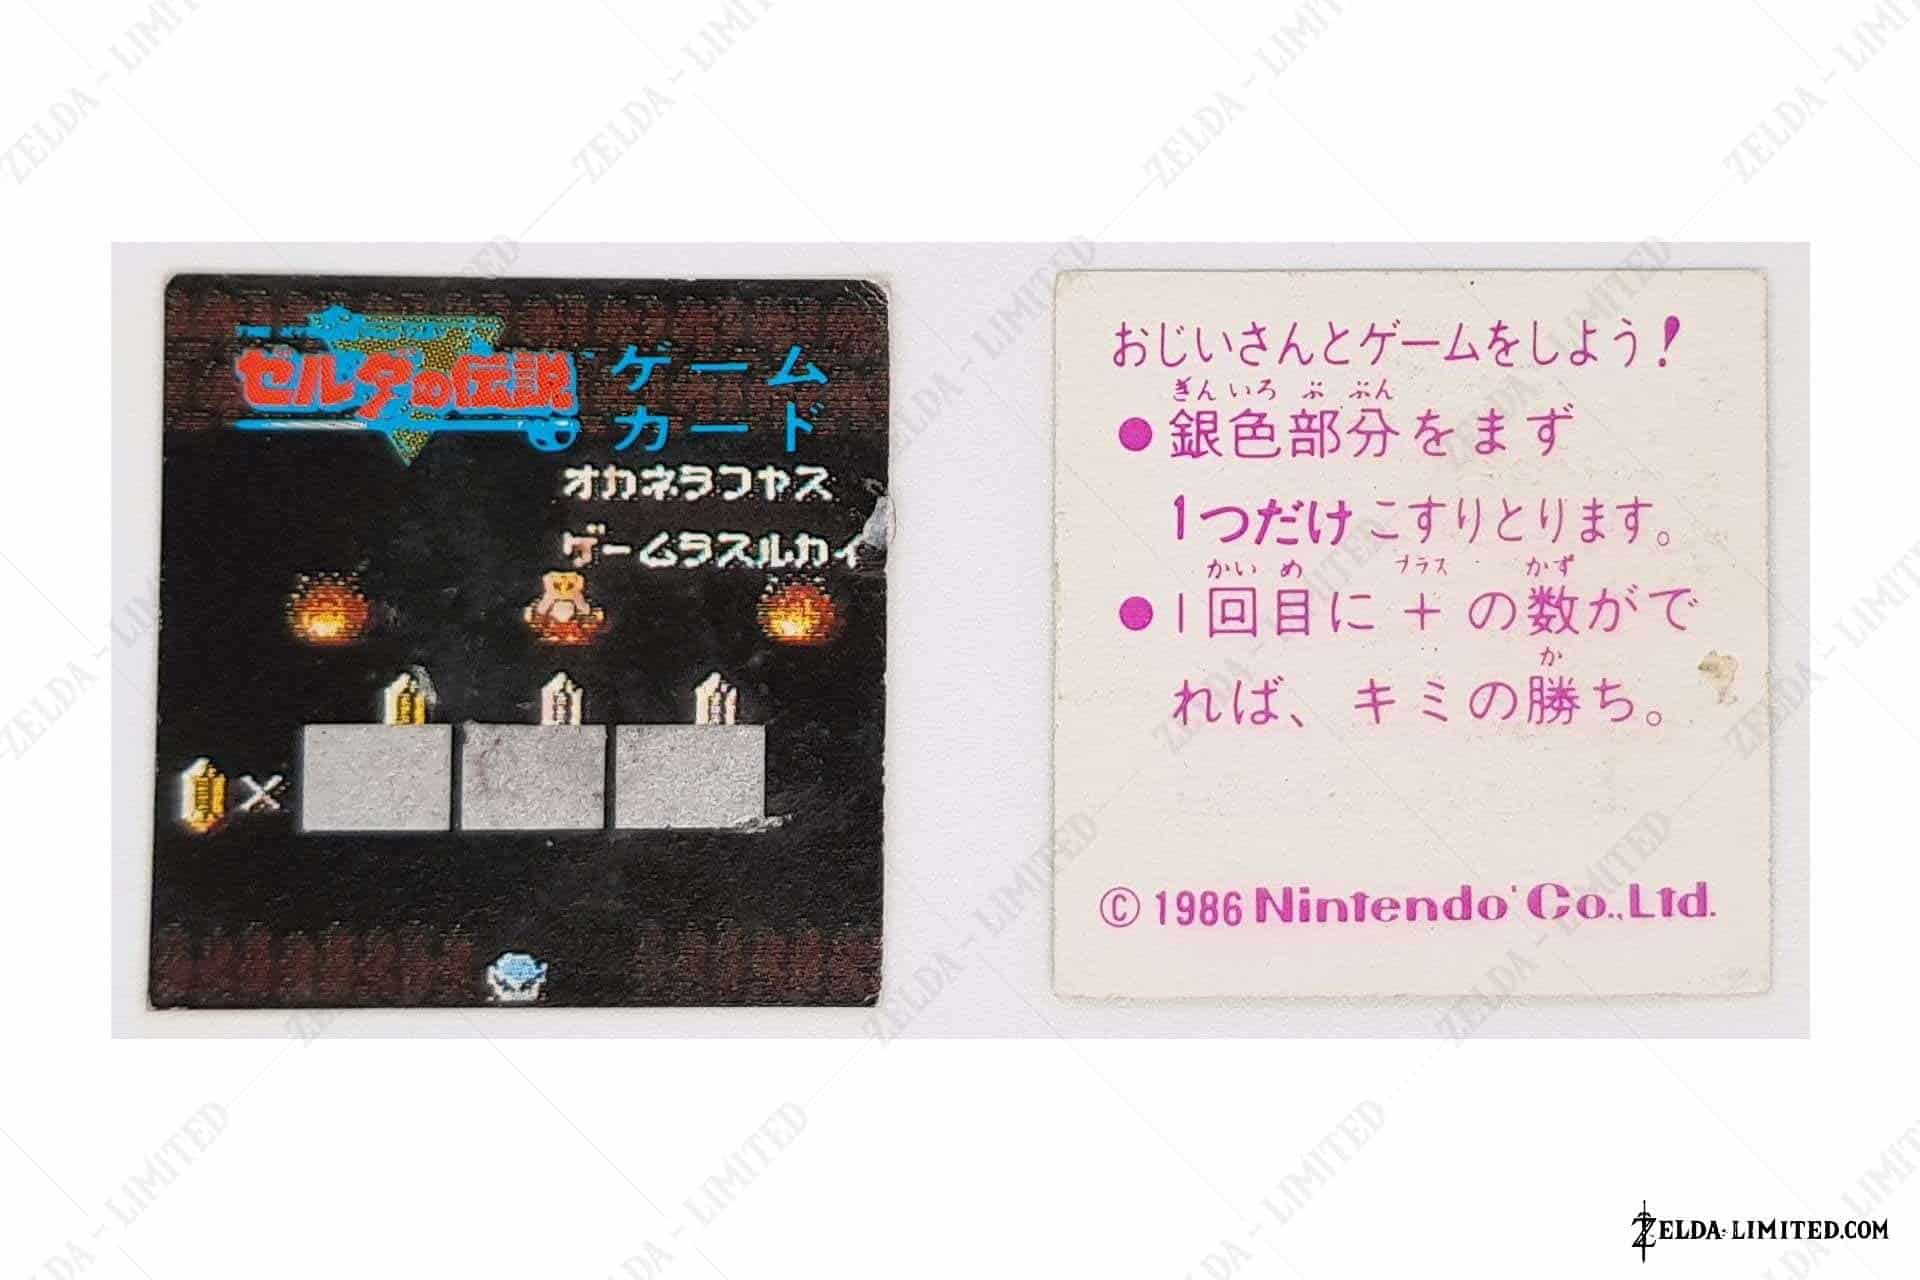 ゼルダの伝説
ゲーム
カード
オカネヲフヤス
ゲームヲスルカイ
×
おじいさんとゲームをしよう！
ぎんいろ ぶ ぶん
●銀色部分をまず
1つだけこすりとります。
かい め プラス かず
●1回目に＋の数がで
か
れば、キミの勝ち。
© 1986 Nintendo Co., Ltd.
ZELDA-LIMITED.COM
ZELDA - LIMITED